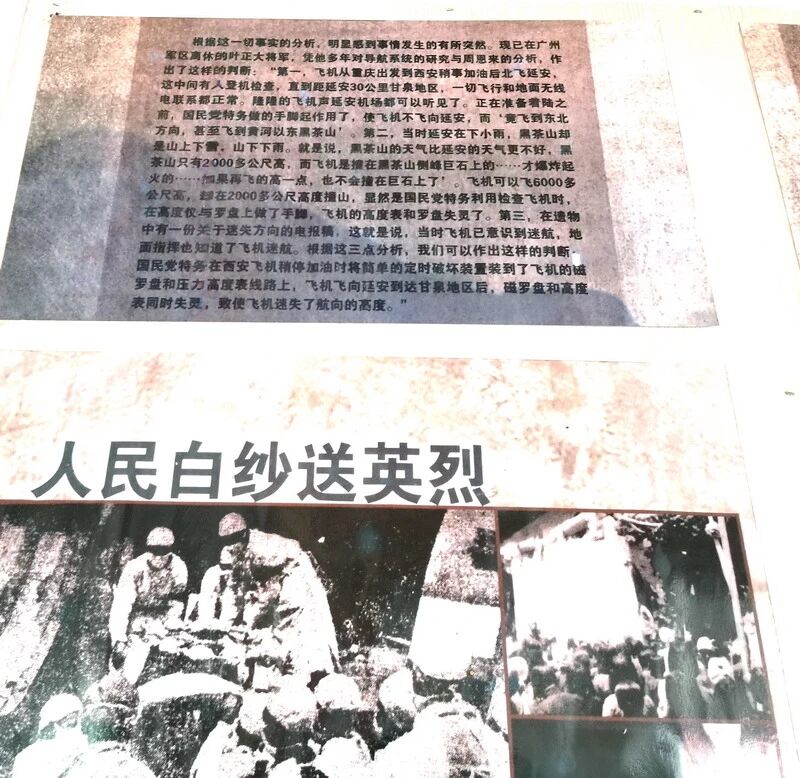 根据这一切事实的分析，明显感到事情发生的有所突然。现已在广州
军区离休的叶正大将军，凭他多年对导航系统的研究与周恩来的分析，作
出了这样的判断：“第一，飞机从重庆出发到西安稍事加油后北飞延安，
这中间有人登机检查，直到距延安30公里甘泉地区，一切飞行和地面无线
电联系都正常。隆隆的飞机声延安机场都可以听见了。正在准备着陆之
前，国民党特务做的手脚起作用了，使飞机不飞向延安，而‘竟飞到东北
方向，甚至飞到黄河以东黑茶山’。第二，当时延安在下小雨，黑茶山却
是山上下雪，山下下雨。就是说，黑茶山的天气比延安的天气更不好，黑
茶山只有2000多公尺高，而飞机是撞在黑茶山侧峰巨石上的……才爆炸起
火的……如果再飞的高一点，也不会撞在巨石上了’。飞机可以飞6000多
公尺高，却在2000多公尺高度撞山，显然是国民党特务利用检查飞机时，
在高度仪与罗盘上做了手脚，飞机的高度表和罗盘失灵了。第三，在遗物
中有一份关于迷失方向的电报稿，这就是说，当时飞机已意识到迷航，地
面指挥也知道了飞机迷航。根据这三点分析，我们可以作出这样的判断：
国民党特务在西安飞机稍停加油时将简单的定时破坏装置装到了飞机的磁
罗盘和压力高度表线路上，飞机飞向延安到达甘泉地区后，磁罗盘和高度
表同时失灵，致使飞机迷失了航向的高度。”
人民白纱送英烈